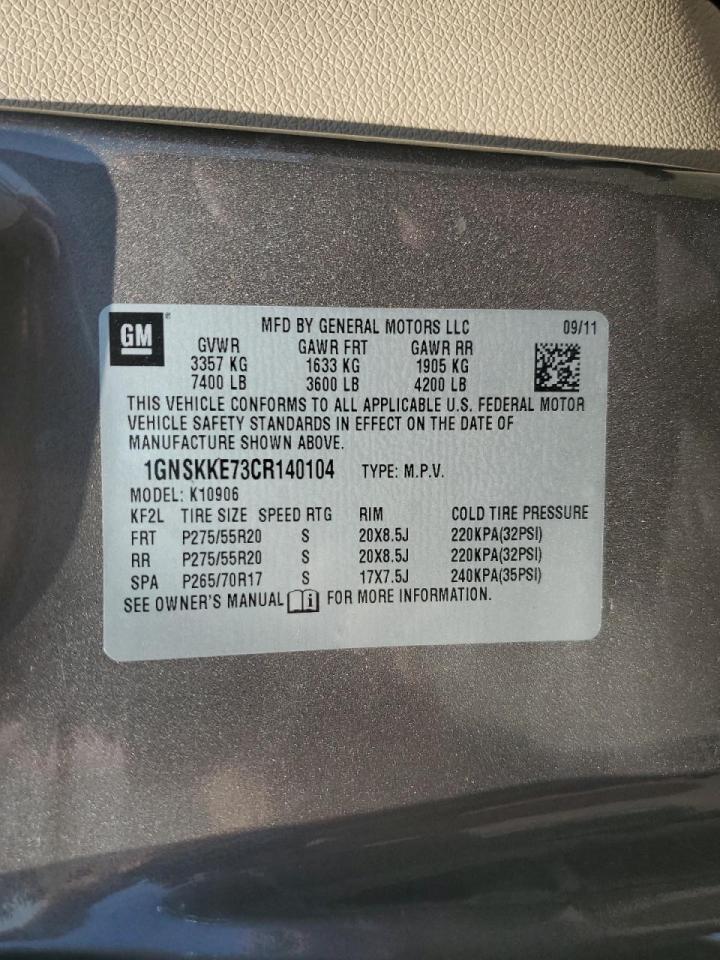 GM
MFD BY GENERAL MOTORS LLC 09/11
GVWR GAWR FRT GAWR RR
3357 KG 1633 KG 1905 KG
7400 LB 3600 LB 4200 LB
THIS VEHICLE CONFORMS TO ALL APPLICABLE U.S. FEDERAL MOTOR
VEHICLE SAFETY STANDARDS IN EFFECT ON THE DATE OF
MANUFACTURE SHOWN ABOVE.
1GNSKKE73CR140104 TYPE: M.P.V.
MODEL: K10906
KF2L TIRE SIZE SPEED RTG RIM COLD TIRE PRESSURE
FRT P275/55R20 S 20X8.5J 220KPA(32PSI)
RR P275/55R20 S 20X8.5J 220KPA(32PSI)
SPA P265/70R17 S 17X7.5J 240KPA(35PSI)
SEE OWNER'S MANUAL i FOR MORE INFORMATION.